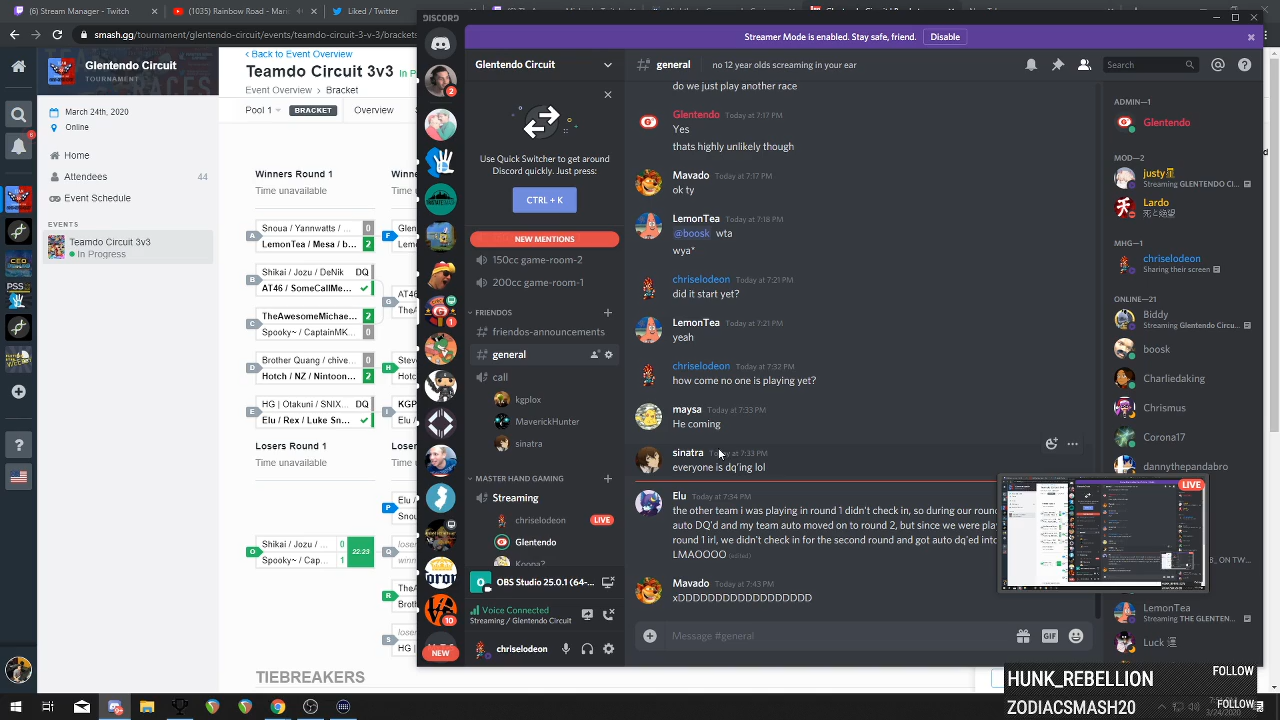 (6) Stream Manager - Twitch
(1035) Rainbow
Liked / Twitter
smash.gg/tournament/glentendo-circuit/events/teamdo-circuit-3v3/brackets
Glentendo Circuit
TOURNAMENT
March 24th, 2020
Online
Home
Attendees 44
Event Schedule
EVENTS
Teamdo Circuit 3v3
In Progress
‹ Back to Event Overview
Teamdo Circuit 3v3
Event Overview > Bracket
Pool 1 BRACKET Overview
Winners Round 1
Time unavailable
A Snoua / Yannwatts / ... 0
LemonTea / Mesa / b... 2
B Shikai / Jozu / DeNik DQ
AT46 / SomeCallMe...
C TheAwesomeMichae... 2
Spooky~ / CaptainMK... 0
D Brother Quang / chive... 0
Hotch / NZ / Nintoon... 2
E HG | Otakuni / SNIX... DQ
Elu / Rex / Luke Sn...
Losers Round 1
Time unavailable
O Shikai / Jozu / ... 0
Spooky~ / Cap... 1
22:23
TIEBREAKERS
DISCORD
Streamer Mode is enabled. Stay safe, friend. Disable
Glentendo Circuit
Use Quick Switcher to get around
Discord quickly. Just press:
CTRL + K
NEW MENTIONS
150cc game-room-2
200cc game-room-1
FRIENDOS
friendos-announcements
general
call
kgplox
MaverickHunter
sinatra
MASTER HAND GAMING
Streaming
chriselodeon LIVE
Glentendo
OBS Studio 25.0.1 (64-...
Voice Connected
Streaming / Glentendo Circuit
chriselodeon
NEW
general no 12 year olds screaming in your ear
Search
do we just play another race
Glentendo Today at 7:17 PM
Yes
thats highly unlikely though
Mavado Today at 7:17 PM
ok ty
LemonTea Today at 7:18 PM
@boosk wta
wya*
chriselodeon Today at 7:21 PM
did it start yet?
LemonTea Today at 7:21 PM
yeah
chriselodeon Today at 7:32 PM
how come no one is playing yet?
maysa Today at 7:33 PM
He coming
sinatra Today at 7:33 PM
everyone is dq'ing lol
Elu Today at 7:34 PM
the other team i was playing in round 1 didn't check in, so during our roun
auto DQ'd and my team auto moved on to round 2, but since we were pla
round 1 irl, we didn't check in for the second round and got auto dq'ed into
LMAOOOO (edited)
Mavado Today at 7:43 PM
xDDDDDDDDDDDDDDDDDD
Message #general
GIF
ADMIN—1
Glentendo
MOD—2
justy星
Streaming GLENTENDO CI...
Lardo
MHG—1
chriselodeon
Sharing their screen
ONLINE—21
Biddy
Streaming Glentendo Circu...
boosk
Charliedaking
Chrismus
Corona17
dannythepandabro
LIVE
LemonTea
Streaming THE GLENTEN...
Luck
HUNK_REBELLION FOLLOW
ZODIACSMASH20 FOLLOW